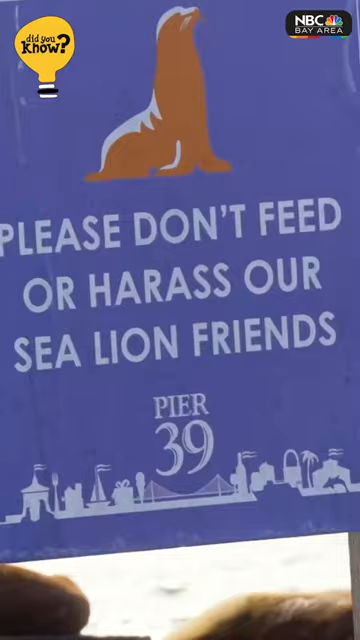 did you
know?
NBC
BAY AREA
PLEASE DON'T FEED
OR HARASS OUR
SEA LION FRIENDS
PIER
39